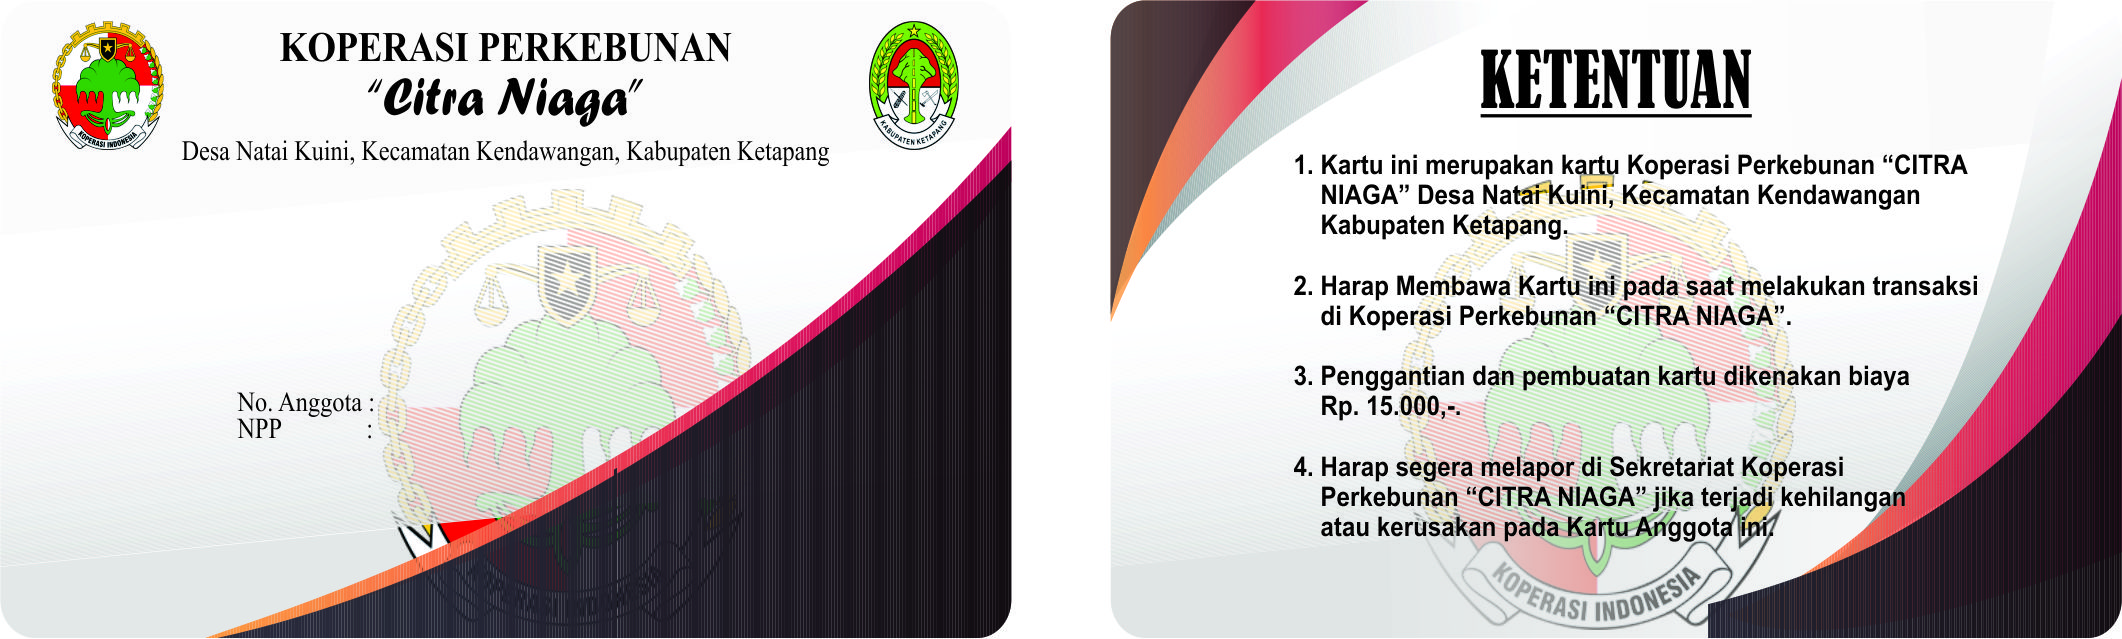 KOPERASI PERKEBUNAN
“Citra Niaga”
Desa Natai Kuini, Kecamatan Kendawangan, Kabupaten Ketapang
KOPERASI INDONESIA
KABUPATEN KETAPANG
No. Anggota :
NPP :
KOPERASI INDONESIA
KETENTUAN
1. Kartu ini merupakan kartu Koperasi Perkebunan “CITRA
NIAGA” Desa Natai Kuini, Kecamatan Kendawangan
Kabupaten Ketapang.
2. Harap Membawa Kartu ini pada saat melakukan transaksi
di Koperasi Perkebunan “CITRA NIAGA”.
3. Penggantian dan pembuatan kartu dikenakan biaya
Rp. 15.000,-.
4. Harap segera melapor di Sekretariat Koperasi
Perkebunan “CITRA NIAGA” jika terjadi kehilangan
atau kerusakan pada Kartu Anggota ini.
KOPERASI INDONESIA